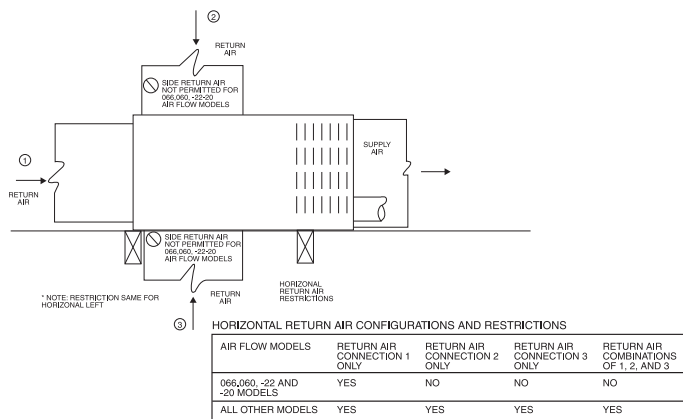 ②
RETURN
AIR
SIDE RETURN AIR
NOT PERMITTED FOR
066,060, -22-20
AIR FLOW MODELS
①
RETURN
AIR
SUPPLY
AIR
SIDE RETURN AIR
NOT PERMITTED FOR
066,060, -22-20
AIR FLOW MODELS
* NOTE: RESTRICTION SAME FOR
HORIZONAL LEFT
RETURN
AIR
HORIZONAL
RETURN AIR
RESTRICTIONS
③
HORIZONTAL RETURN AIR CONFIGURATIONS AND RESTRICTIONS
AIR FLOW MODELS
RETURN AIR
CONNECTION 1
ONLY
RETURN AIR
CONNECTION 2
ONLY
RETURN AIR
CONNECTION 3
ONLY
RETURN AIR
COMBINATIONS
OF 1, 2, AND 3
066,060, -22 AND
-20 MODELS
YES NO NO NO
ALL OTHER MODELS YES YES YES YES